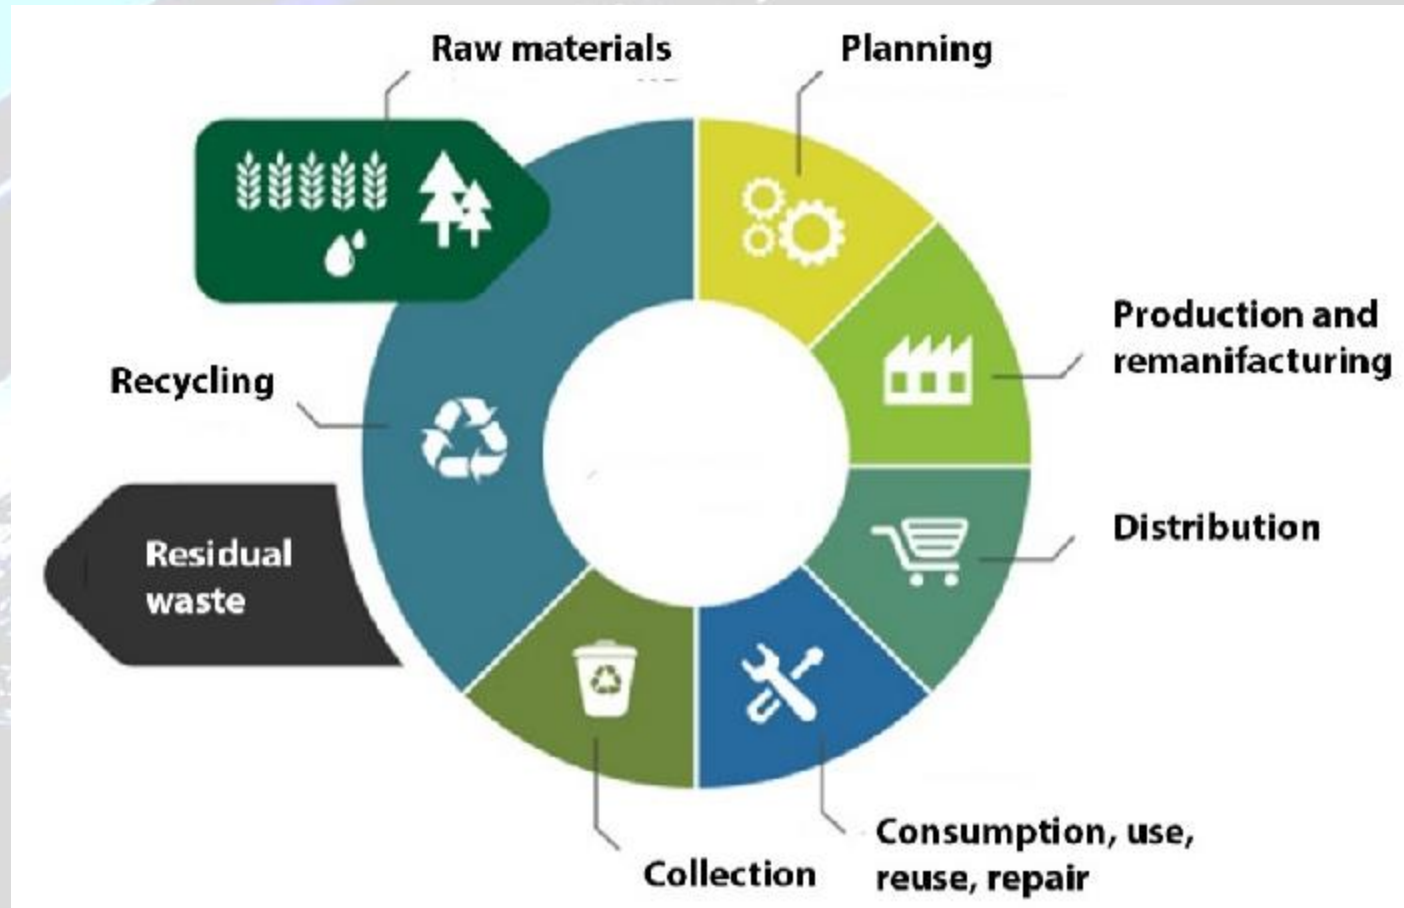 Raw materials
Planning
Production and
remanifacturing
Recycling
Distribution
Residual
waste
Consumption, use,
reuse, repair
Collection